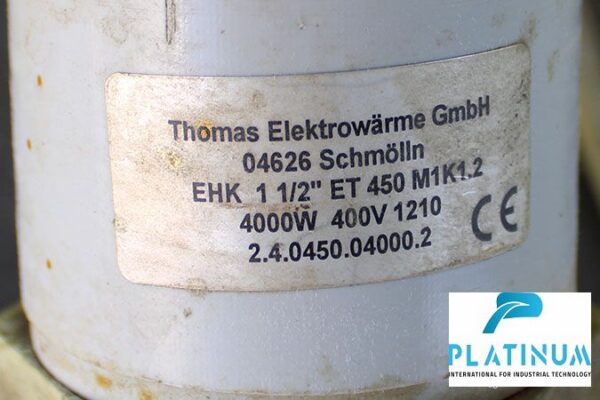 Thomas Elektrowärme GmbH
04626 Schmölln
EHK 1 1/2" ET 450 M1K1.2
4000W 400V 1210
2.4.0450.04000.2
CE
PLATINUM
INTERNATIONAL FOR INDUSTRIAL TECHNOLOGY